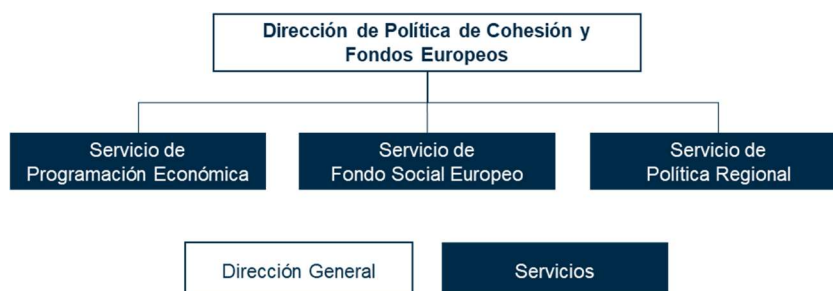 Dirección de Política de Cohesión y
Fondos Europeos
Servicio de
Programación Económica
Servicio de
Fondo Social Europeo
Servicio de
Política Regional
Dirección General
Servicios